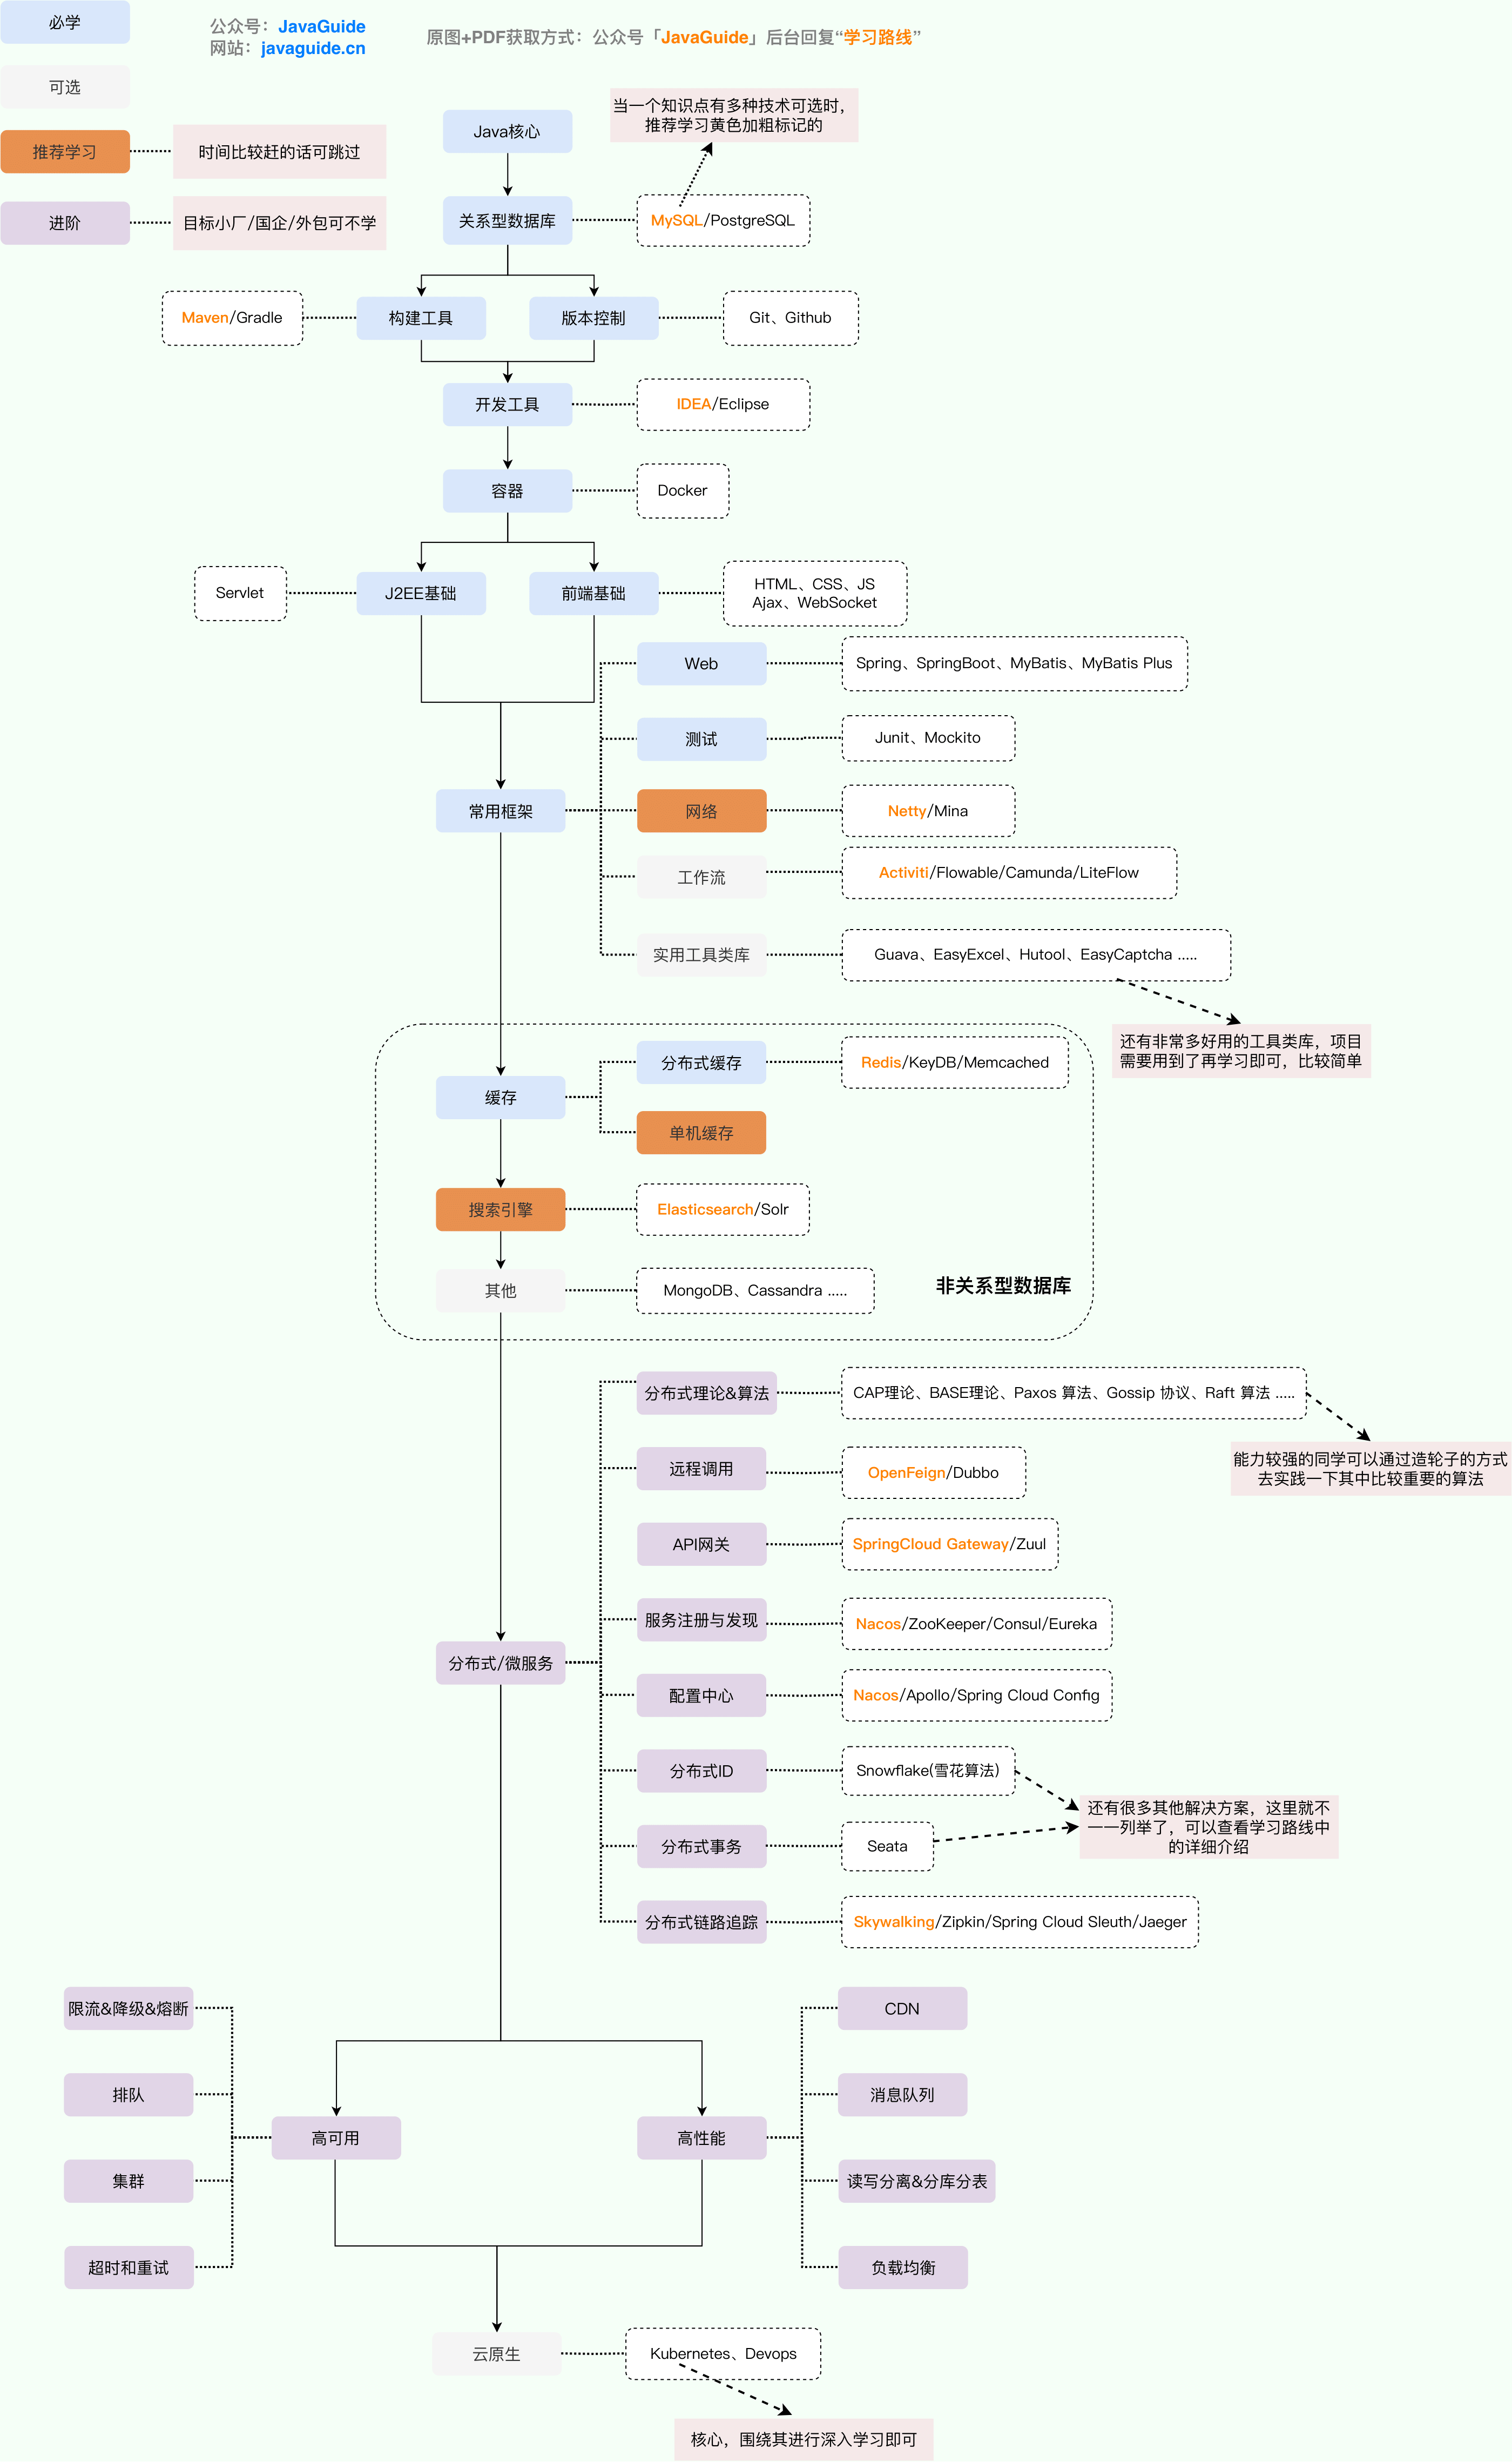 必学
公众号：JavaGuide
网站：javaguide.cn
原图+PDF获取方式：公众号「JavaGuide」后台回复“学习路线”
可选
推荐学习
时间比较赶的话可跳过
进阶
目标小厂/国企/外包可不学
当一个知识点有多种技术可选时，
推荐学习黄色加粗标记的
Java核心
关系型数据库
MySQL/PostgreSQL
Maven/Gradle
构建工具
版本控制
Git、Github
开发工具
IDEA/Eclipse
容器
Docker
Servlet
J2EE基础
前端基础
HTML、CSS、JS
Ajax、WebSocket
Web
Spring、SpringBoot、MyBatis、MyBatis Plus
测试
Junit、Mockito
常用框架
网络
Netty/Mina
工作流
Activiti/Flowable/Camunda/LiteFlow
实用工具类库
Guava、EasyExcel、Hutool、EasyCaptcha .....
还有非常多好用的工具类库，项目
需要用到了再学习即可，比较简单
缓存
分布式缓存
Redis/KeyDB/Memcached
单机缓存
搜索引擎
Elasticsearch/Solr
其他
MongoDB、Cassandra .....
非关系型数据库
分布式理论&算法
CAP理论、BASE理论、Paxos 算法、Gossip 协议、Raft 算法 .....
能力较强的同学可以通过造轮子的方式
去实践一下其中比较重要的算法
远程调用
OpenFeign/Dubbo
API网关
SpringCloud Gateway/Zuul
服务注册与发现
Nacos/ZooKeeper/Consul/Eureka
分布式/微服务
配置中心
Nacos/Apollo/Spring Cloud Config
分布式ID
Snowflake(雪花算法)
还有很多其他解决方案，这里就不
一一列举了，可以查看学习路线中
的详细介绍
分布式事务
Seata
分布式链路追踪
Skywalking/Zipkin/Spring Cloud Sleuth/Jaeger
限流&降级&熔断
排队
集群
超时和重试
高可用
高性能
CDN
消息队列
读写分离&分库分表
负载均衡
云原生
Kubernetes、Devops
核心，围绕其进行深入学习即可